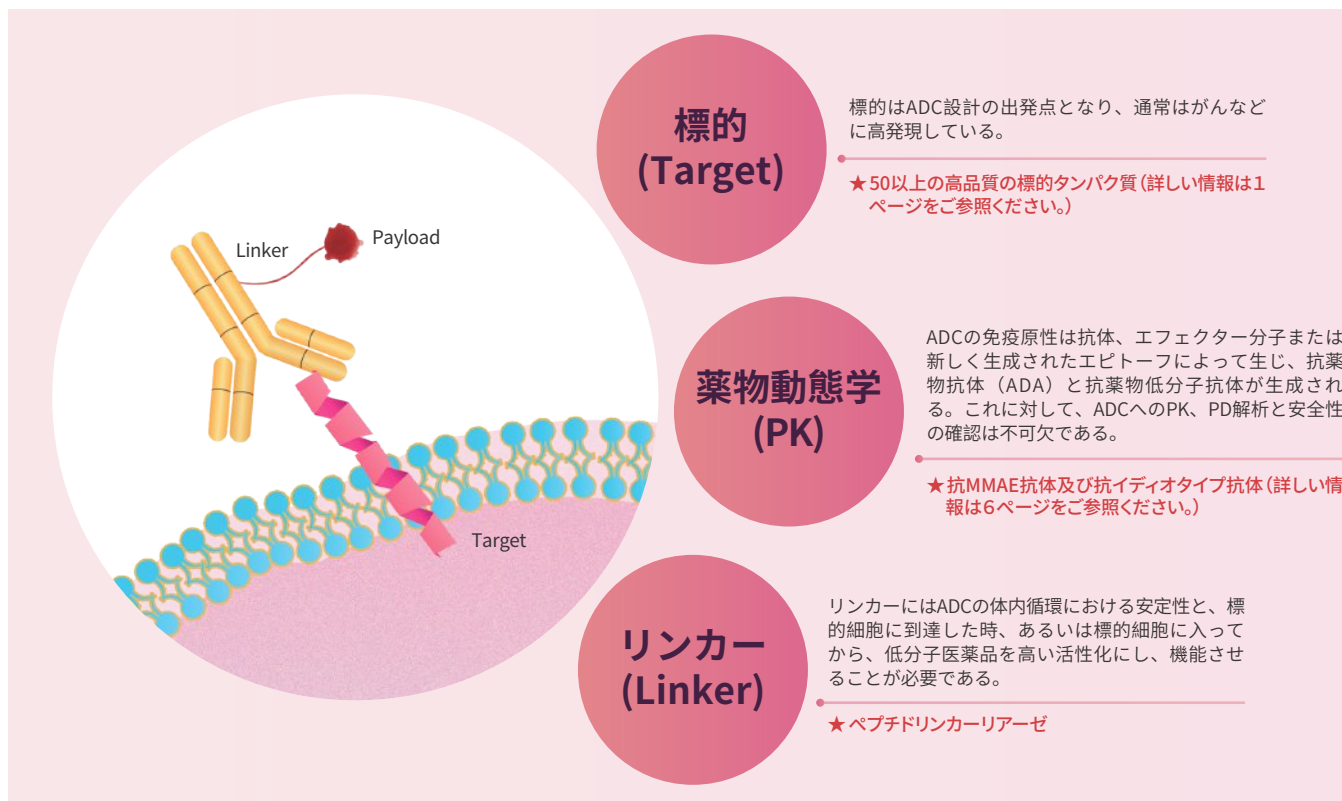 Linker
Payload
Target
標的
(Target)
標的はADC設計の出発点となり、通常はがんなど
に高発現している。
★50以上の高品質の標的タンパク質（詳しい情報は1
ページをご参照ください。）
薬物動態学
(PK)
ADCの免疫原性は抗体、エフェクター分子または
新しく生成されたエピトーフによって生じ、抗薬
物抗体（ADA）と抗薬物低分子抗体が生成され
る。これに対して、ADCへのPK、PD解析と安全性
の確認は不可欠である。
★抗MMAE抗体及び抗イディオタイプ抗体（詳しい情
報は6ページをご参照ください。）
リンカー
(Linker)
リンカーにはADCの体内循環における安定性と、標
的細胞に到達した時、あるいは標的細胞に入って
から、低分子医薬品を高い活性化にし、機能させ
ることが必要である。
★ペプチドリンカーリアーゼ